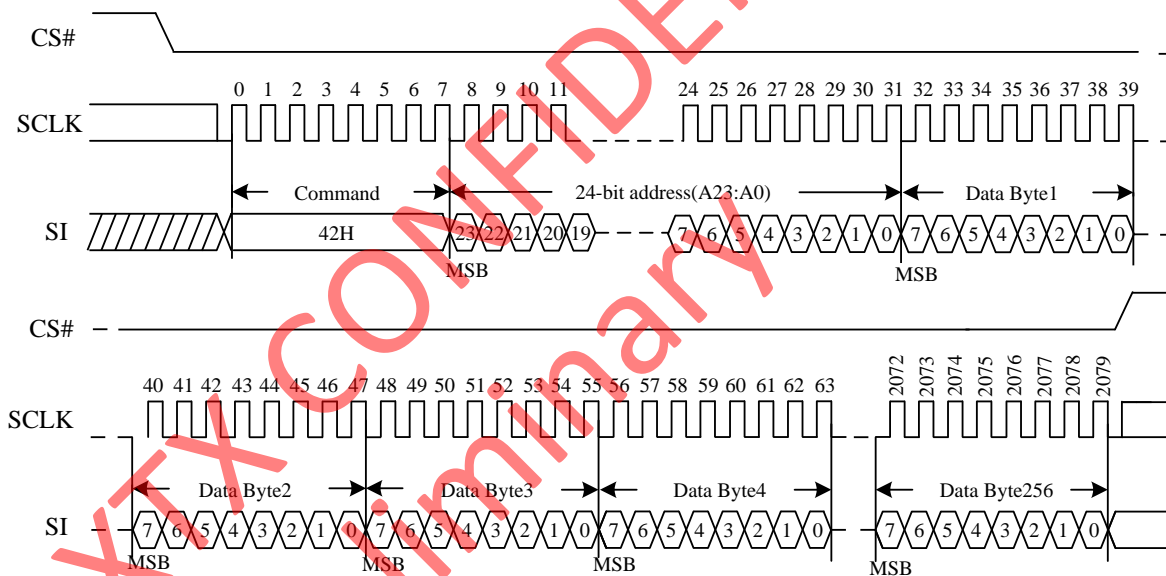 CS#
0 1 2 3 4 5 6 7 8 9 10 11 24 25 26 27 28 29 30 31 32 33 34 35 36 37 38 39
SCLK
Command 24-bit address(A23:A0) Data Byte1
SI 42H 23 22 21 20 19 7 6 5 4 3 2 1 0 7 6 5 4 3 2 1 0
MSB MSB
CS#
40 41 42 43 44 45 46 47 48 49 50 51 52 53 54 55 56 57 58 59 60 61 62 63 2072 2073 2074 2075 2076 2077 2078 2079
SCLK
Data Byte2 Data Byte3 Data Byte4 Data Byte256
SI 7 6 5 4 3 2 1 0 7 6 5 4 3 2 1 0 7 6 5 4 3 2 1 0 7 6 5 4 3 2 1 0
MSB MSB MSB MSB
XTX CONFIDE
liminary